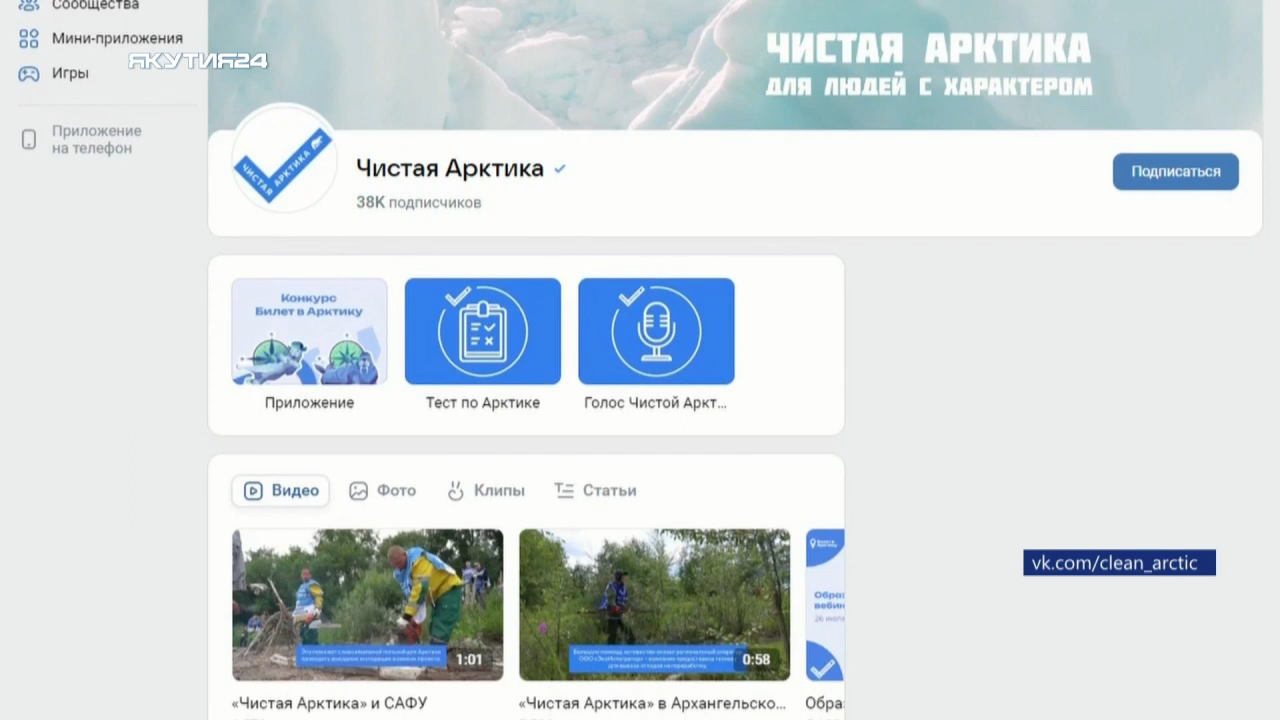 Сообщества
Мини-приложения
Игры
ЯКУТИЯ24
Приложение
на телефон
ЧИСТАЯ АРКТИКА
ДЛЯ ЛЮДЕЙ С ХАРАКТЕРОМ
ЧИСТАЯ АРКТИКА
Чистая Арктика
38K подписчиков
Подписаться
Конкурс
Билет в Арктику
Приложение
Тест по Арктике
Голос Чистой Аркт...
Видео
Фото
Клипы
Статьи
1:01
0:58
vk.com/clean_arctic
«Чистая Арктика» и САФУ
«Чистая Арктика» в Архангельско...